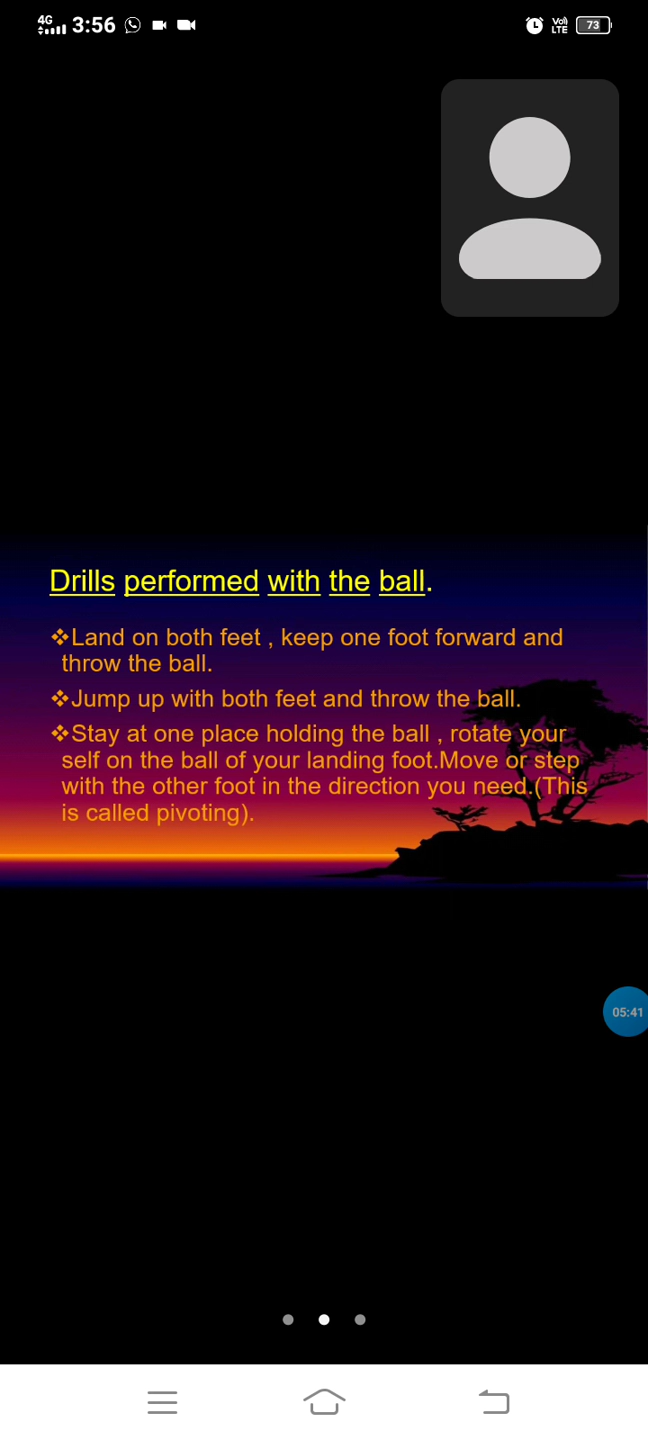 4G 3:56 Vo) LTE 73
Drills performed with the ball.
❖Land on both feet , keep one foot forward and
throw the ball.
❖Jump up with both feet and throw the ball.
❖Stay at one place holding the ball , rotate your
self on the ball of your landing foot.Move or step
with the other foot in the direction you need.(This
is called pivoting).
05:41